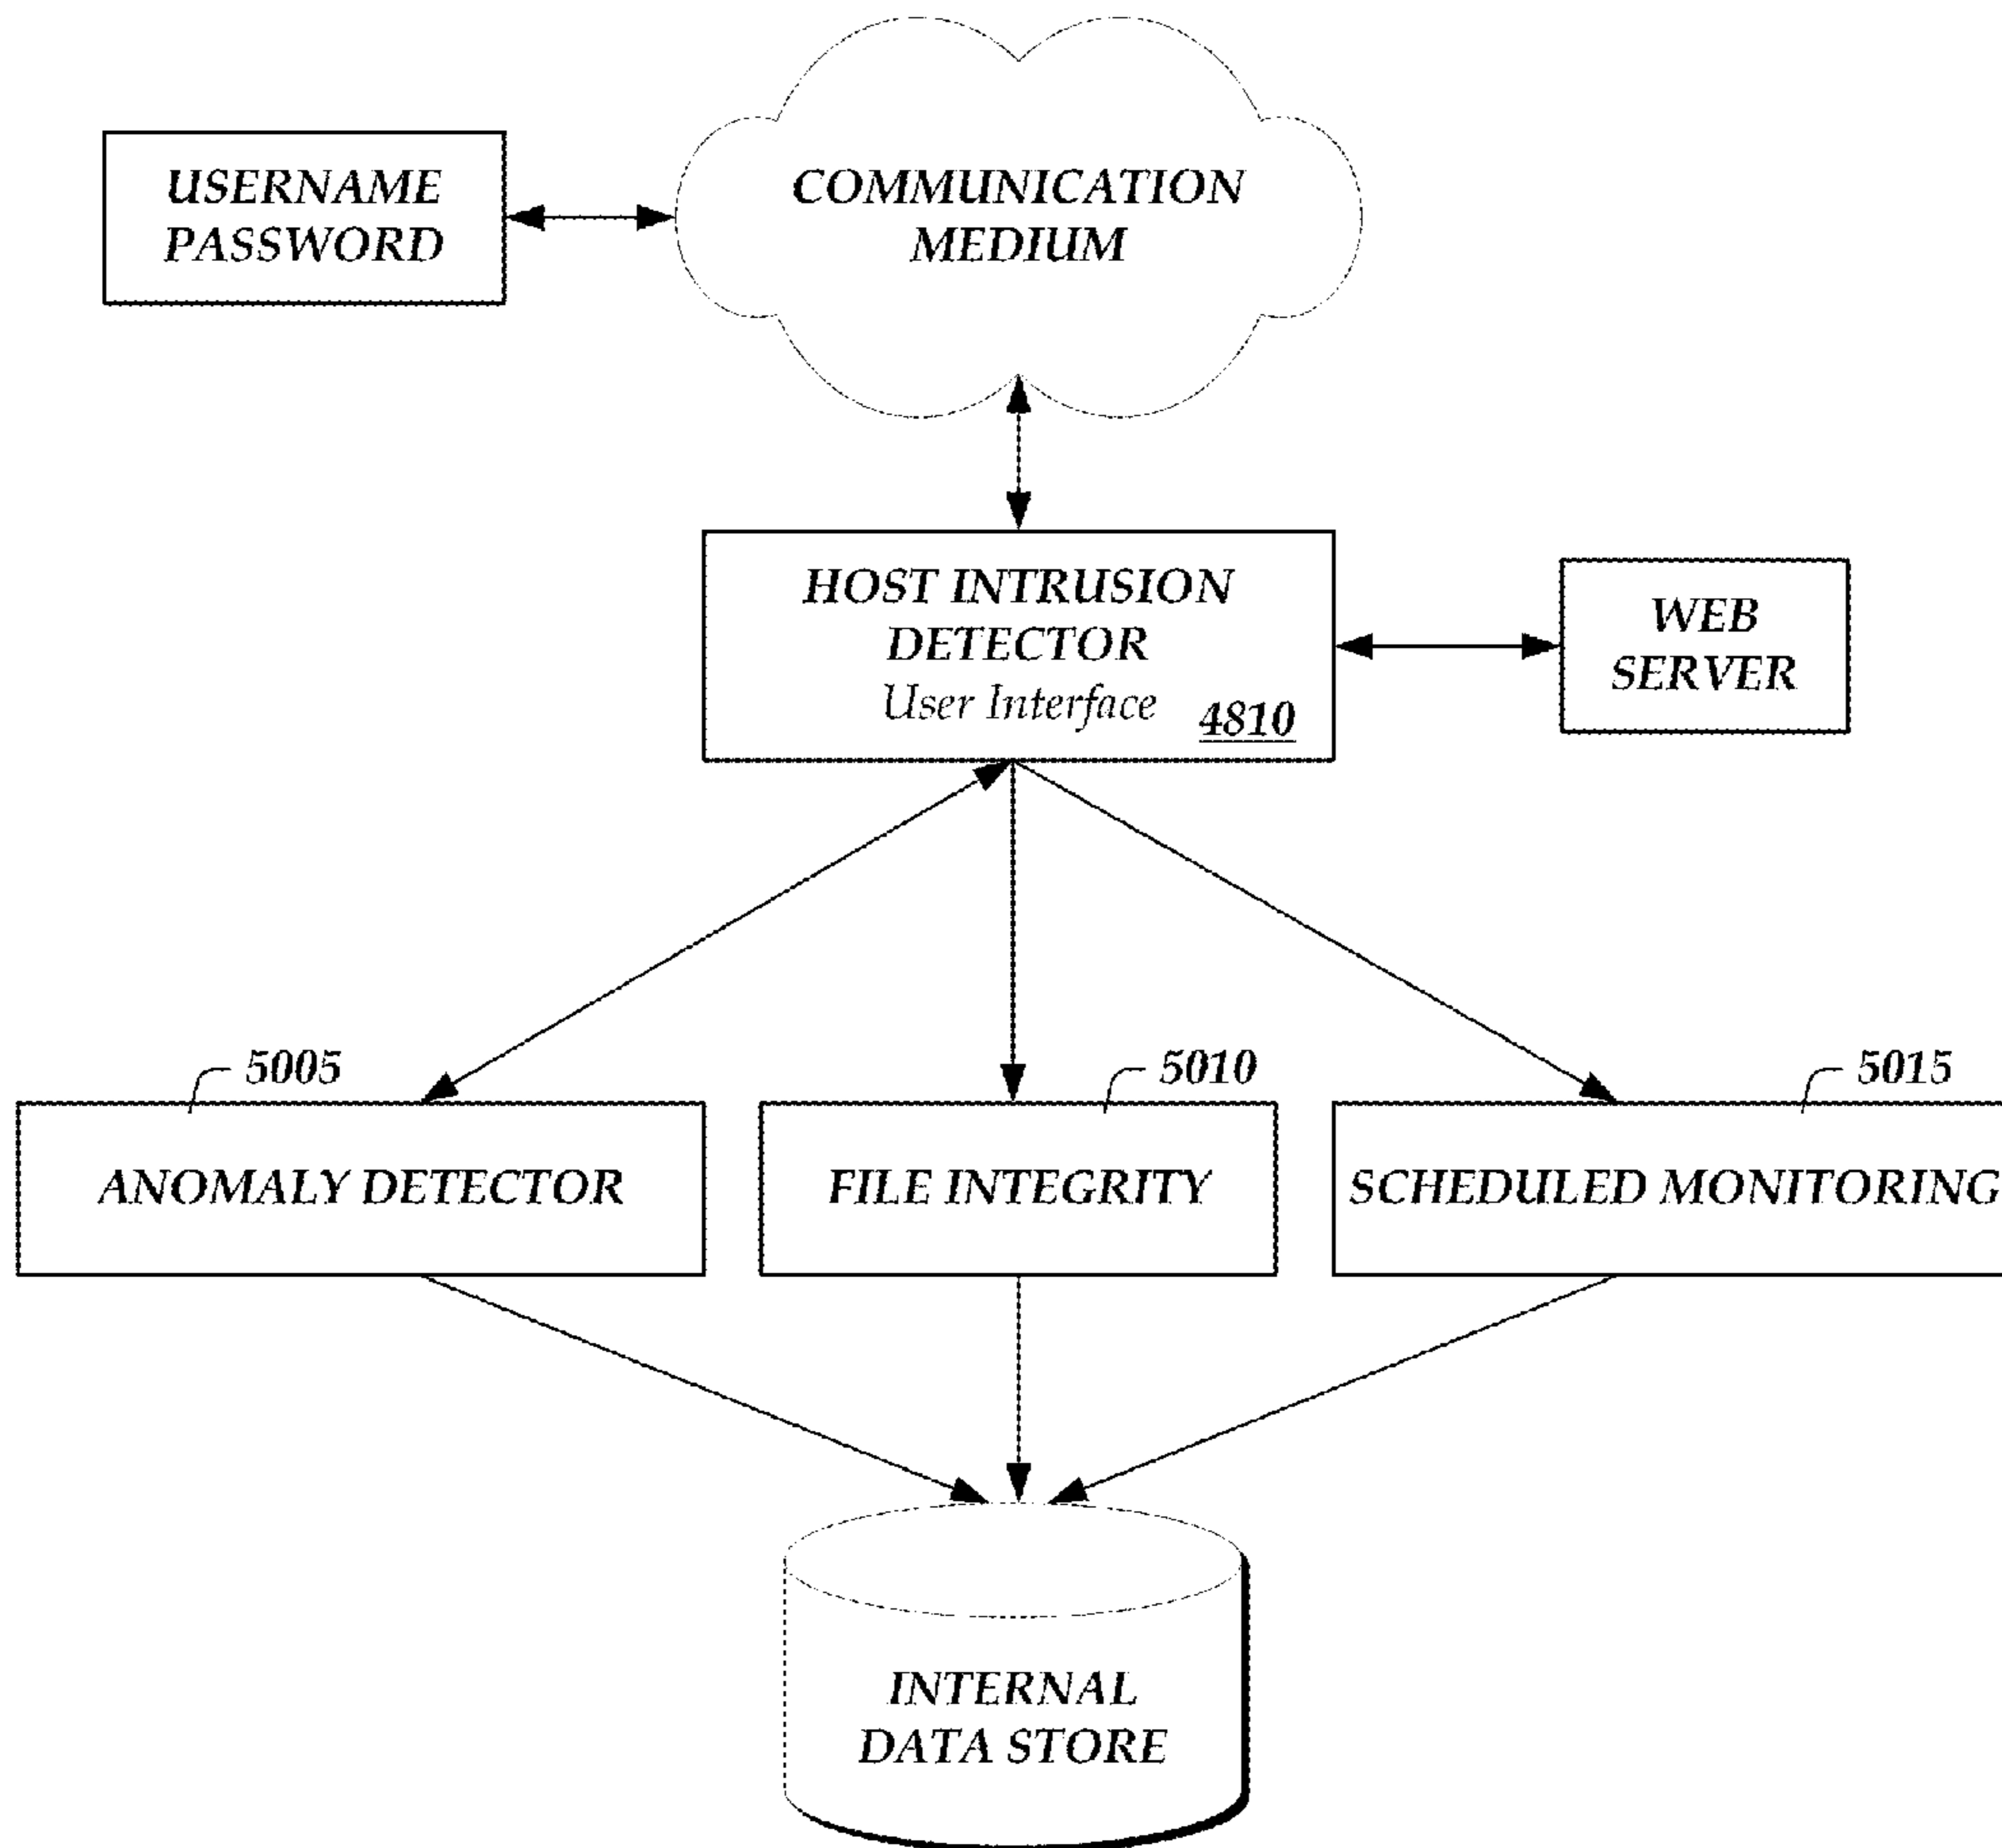 USERNAME
PASSWORD
COMMUNICATION
MEDIUM
HOST INTRUSION
DETECTOR
User Interface
4810
WEB
SERVER
5005
5010
5015
ANOMALY DETECTOR
FILE INTEGRITY
SCHEDULED MONITORING
INTERNAL
DATA STORE